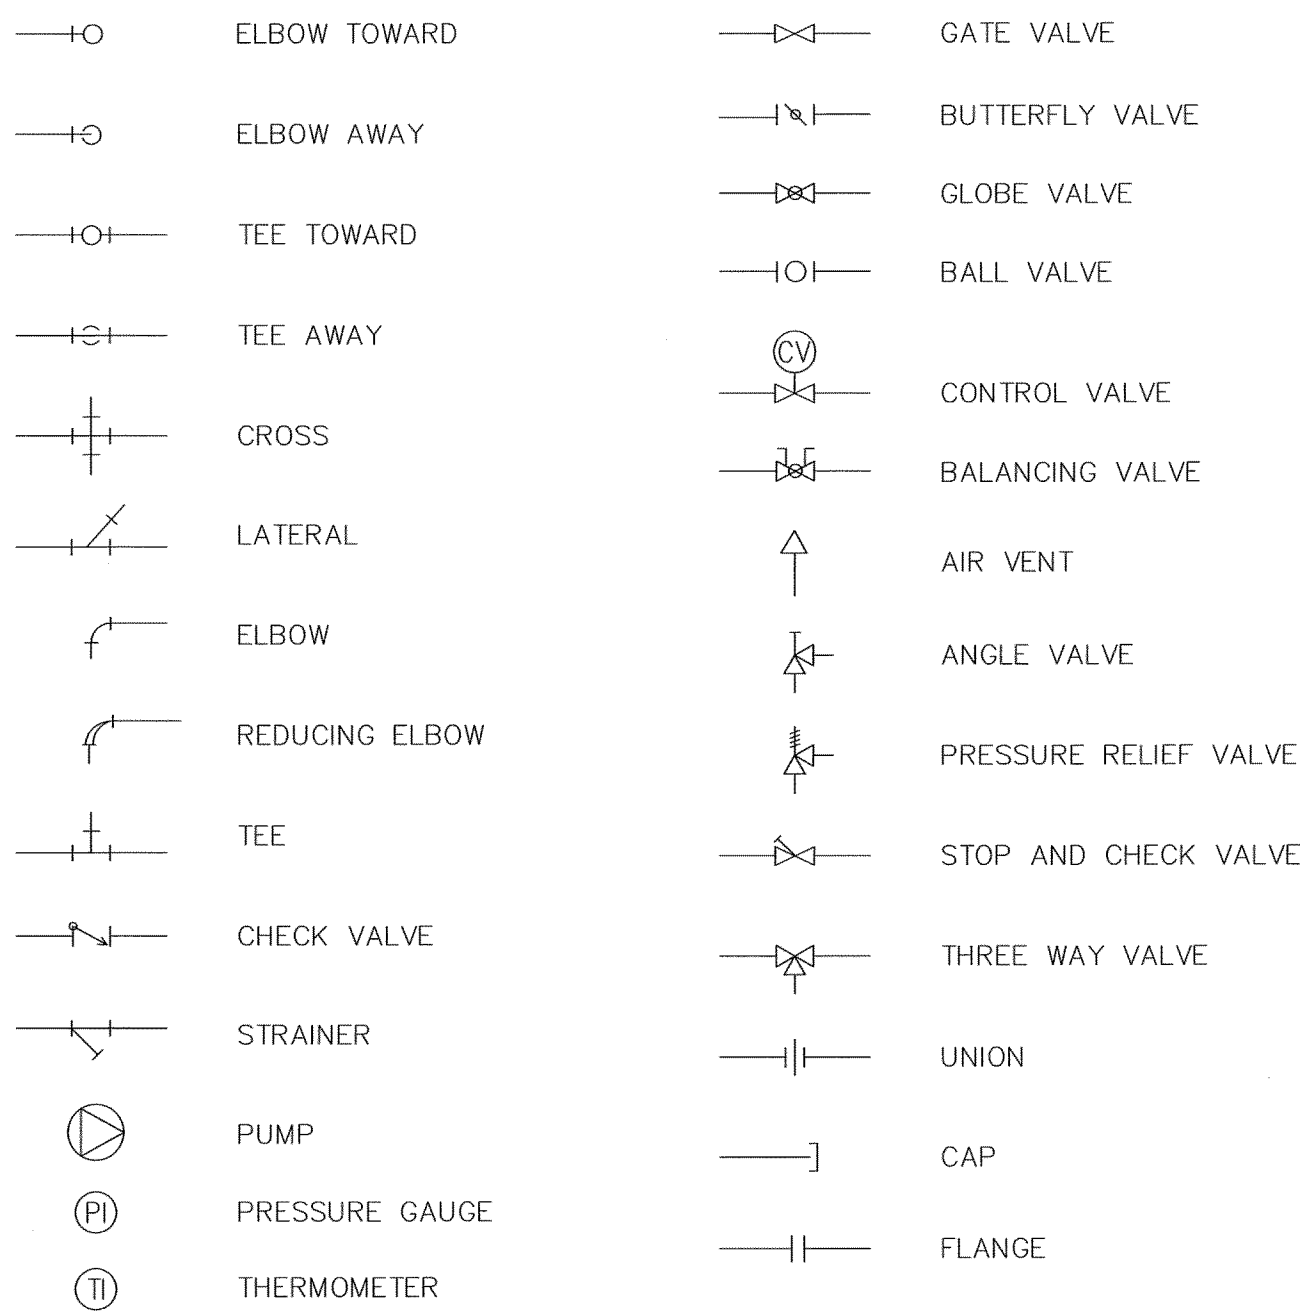 ELBOW TOWARD
ELBOW AWAY
TEE TOWARD
TEE AWAY
CROSS
LATERAL
ELBOW
REDUCING ELBOW
TEE
CHECK VALVE
STRAINER
PUMP
PI PRESSURE GAUGE
TI THERMOMETER
GATE VALVE
BUTTERFLY VALVE
GLOBE VALVE
BALL VALVE
CV
CONTROL VALVE
BALANCING VALVE
AIR VENT
ANGLE VALVE
PRESSURE RELIEF VALVE
STOP AND CHECK VALVE
THREE WAY VALVE
UNION
CAP
FLANGE